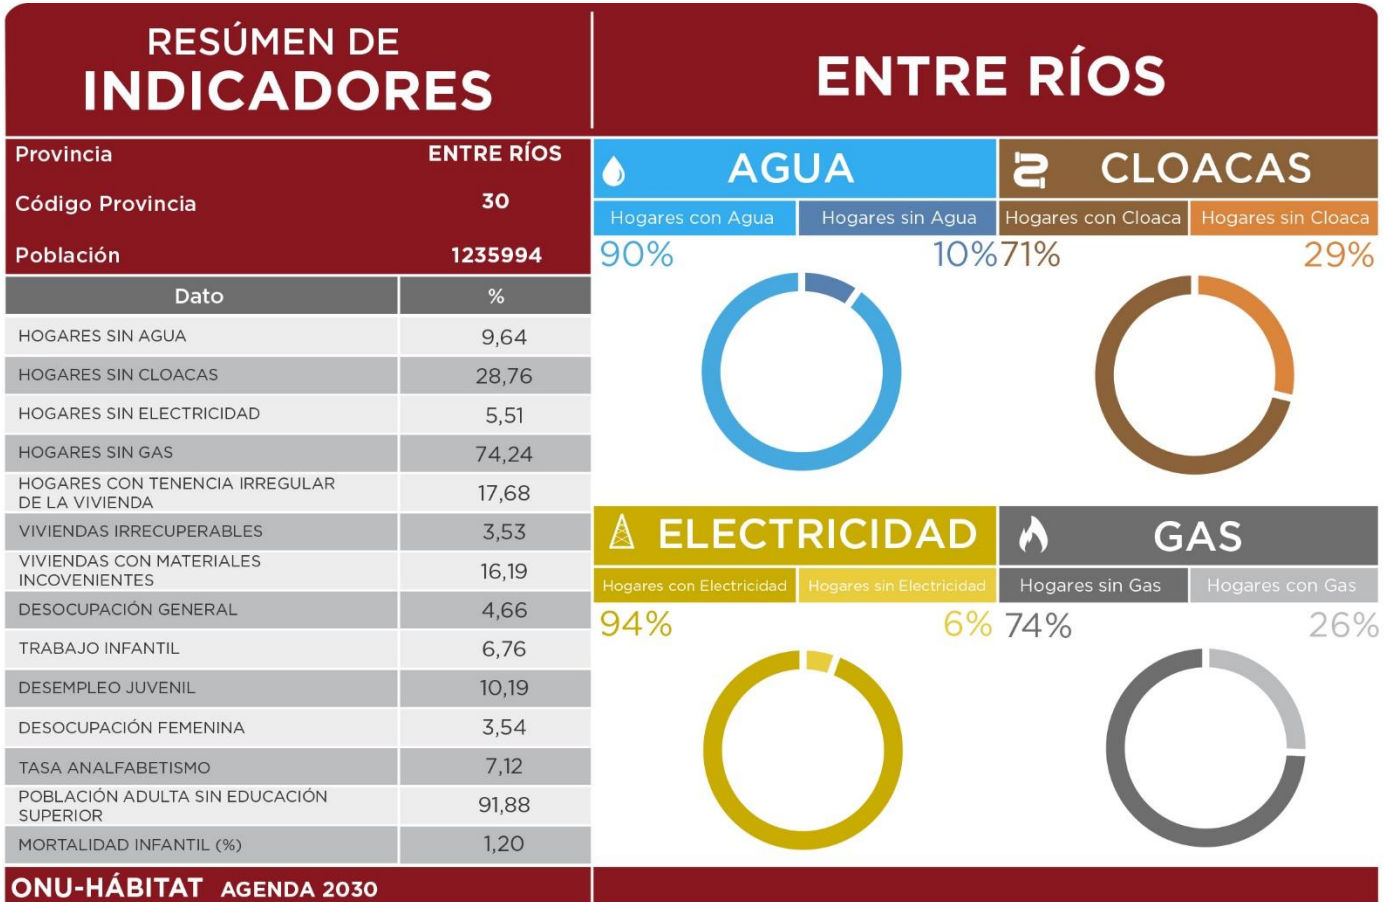 RESÚMEN DE
INDICADORES
ENTRE RÍOS
Provincia ENTRE RÍOS
Código Provincia 30
Población 1235994
Dato %
HOGARES SIN AGUA 9,64
HOGARES SIN CLOACAS 28,76
HOGARES SIN ELECTRICIDAD 5,51
HOGARES SIN GAS 74,24
HOGARES CON TENENCIA IRREGULAR
DE LA VIVIENDA 17,68
VIVIENDAS IRRECUPERABLES 3,53
VIVIENDAS CON MATERIALES
INCOVENIENTES 16,19
DESOCUPACIÓN GENERAL 4,66
TRABAJO INFANTIL 6,76
DESEMPLEO JUVENIL 10,19
DESOCUPACIÓN FEMENINA 3,54
TASA ANALFABETISMO 7,12
POBLACIÓN ADULTA SIN EDUCACIÓN
SUPERIOR 91,88
MORTALIDAD INFANTIL (%) 1,20
ONU-HÁBITAT AGENDA 2030
AGUA
Hogares con Agua Hogares sin Agua
90% 10%
CLOACAS
Hogares con Cloaca Hogares sin Cloaca
71% 29%
ELECTRICIDAD
Hogares con Electricidad Hogares sin Electricidad
94% 6%
GAS
Hogares sin Gas Hogares con Gas
74% 26%